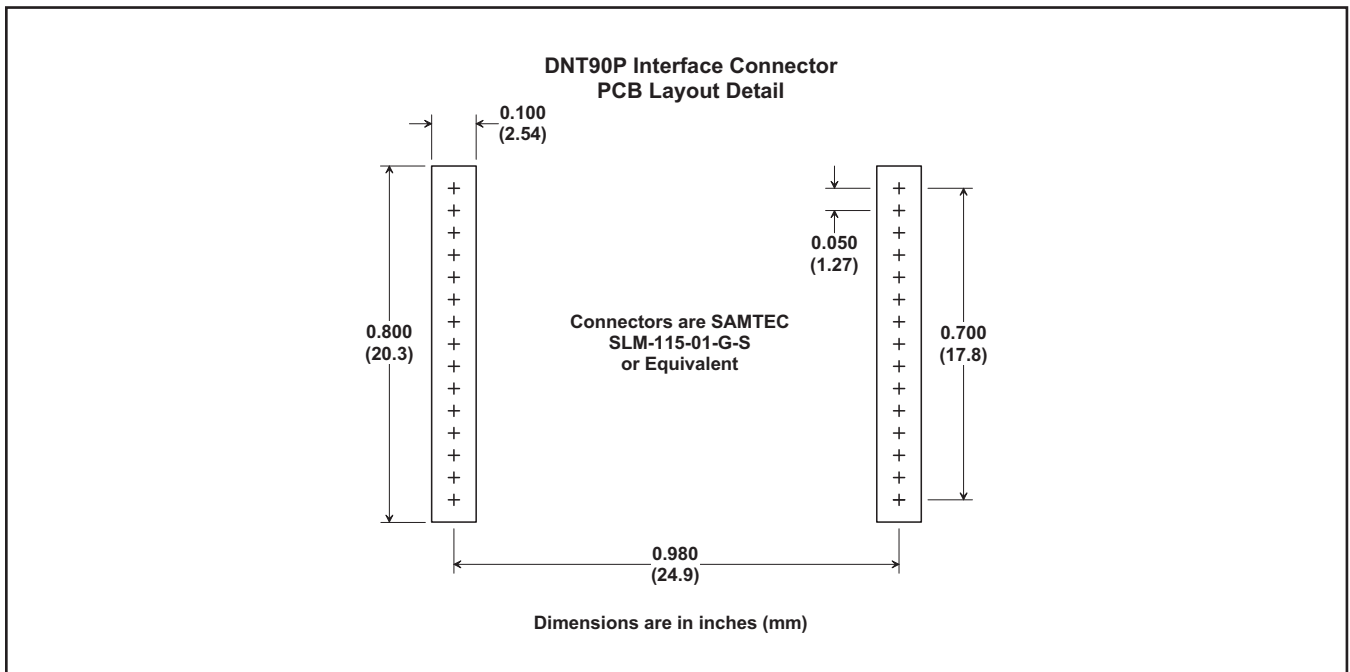 DNT90P Interface Connector
PCB Layout Detail
0.100
(2.54)
0.050
(1.27)
0.800
(20.3)
Connectors are SAMTEC
SLM-115-01-G-S
or Equivalent
0.700
(17.8)
0.980
(24.9)
Dimensions are in inches (mm)